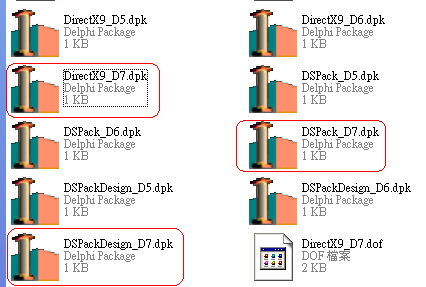 DirectX9_D5.dpk
Delphi Package
1 KB
DirectX9_D6.dpk
Delphi Package
1 KB
DirectX9_D7.dpk
Delphi Package
1 KB
DSPack_D5.dpk
Delphi Package
1 KB
DSPack_D6.dpk
Delphi Package
1 KB
DSPack_D7.dpk
Delphi Package
1 KB
DSPackDesign_D5.dpk
Delphi Package
1 KB
DSPackDesign_D6.dpk
Delphi Package
1 KB
DSPackDesign_D7.dpk
Delphi Package
1 KB
DirectX9_D7.dof
DOF 檔案
2 KB